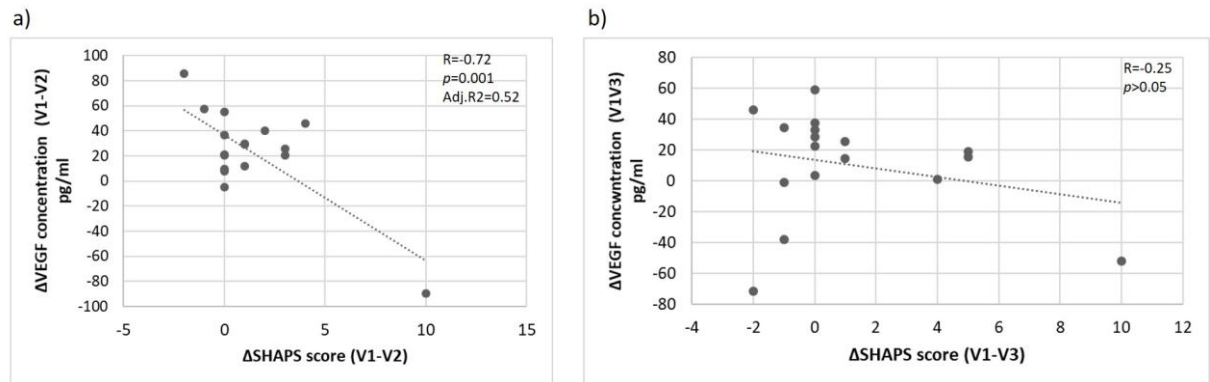 a)
R=-0.72
p=0.001
Adj.R2=0.52
ΔVEGF concentration (V1-V2)
pg/ml
100
80
60
40
20
0
-20
-40
-60
-80
-100
-5
0
5
10
15
ΔSHAPS score (V1-V2)
b)
R=-0.25
p>0.05
ΔVEGF concwntration (V1V3)
pg/ml
80
60
40
20
0
-20
-40
-60
-80
-4
-2
0
2
4
6
8
10
12
ΔSHAPS score (V1-V3)